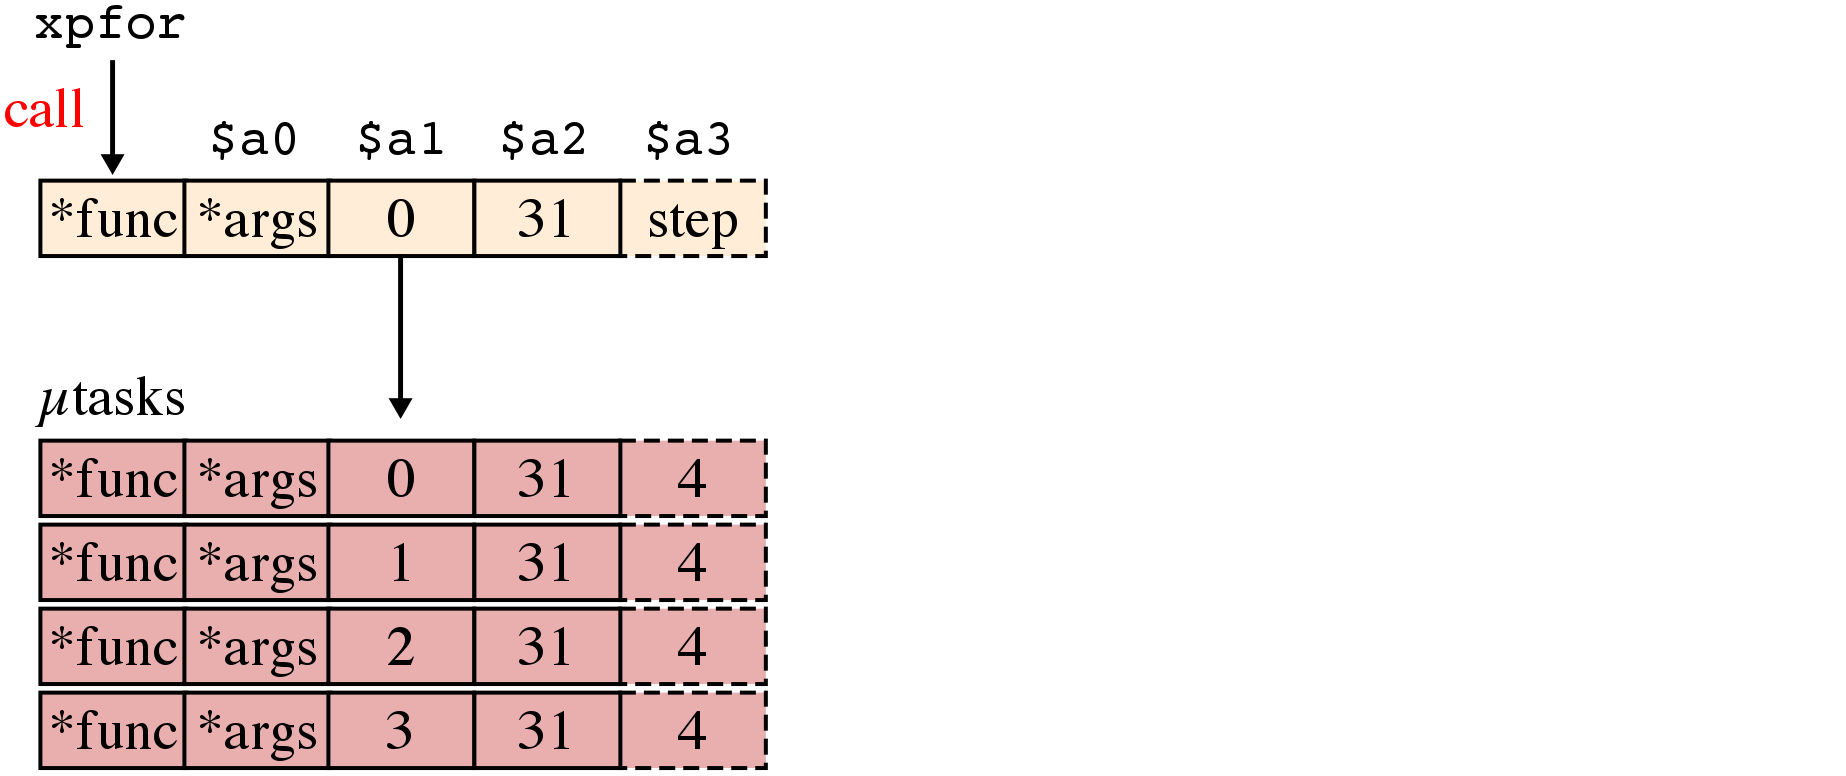 xpfor
call
$a0 $a1 $a2 $a3
*func *args 0 31 step
μtasks
*func *args 0 31 4
*func *args 1 31 4
*func *args 2 31 4
*func *args 3 31 4